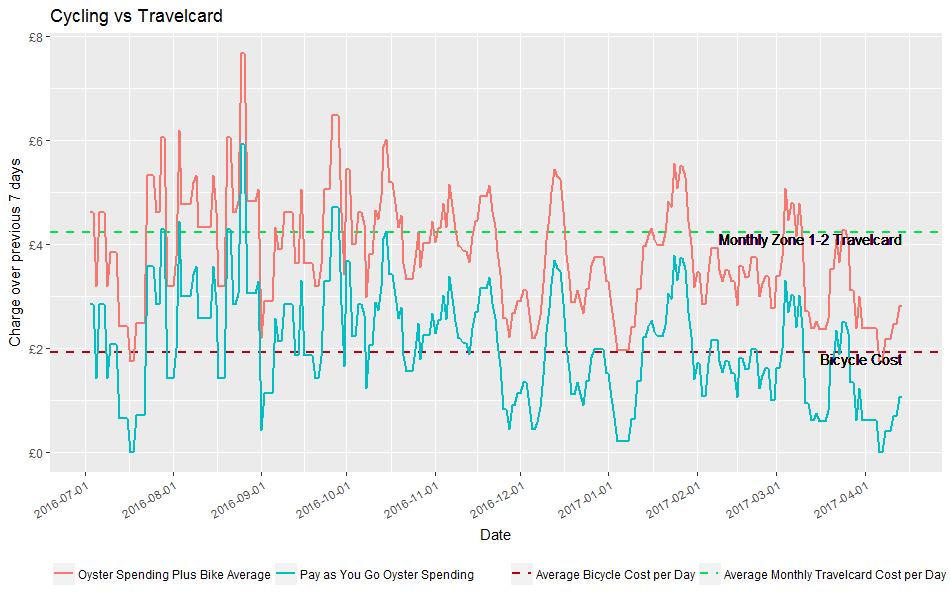 Cycling vs Travelcard
£8
£6
£4
£2
£0
Charge over previous 7 days
Monthly Zone 1-2 Travelcard
Bicycle Cost
2016-07-01
2016-08-01
2016-09-01
2016-10-01
2016-11-01
2016-12-01
2017-01-01
2017-02-01
2017-03-01
2017-04-01
Date
Oyster Spending Plus Bike Average
Pay as You Go Oyster Spending
Average Bicycle Cost per Day
Average Monthly Travelcard Cost per Day